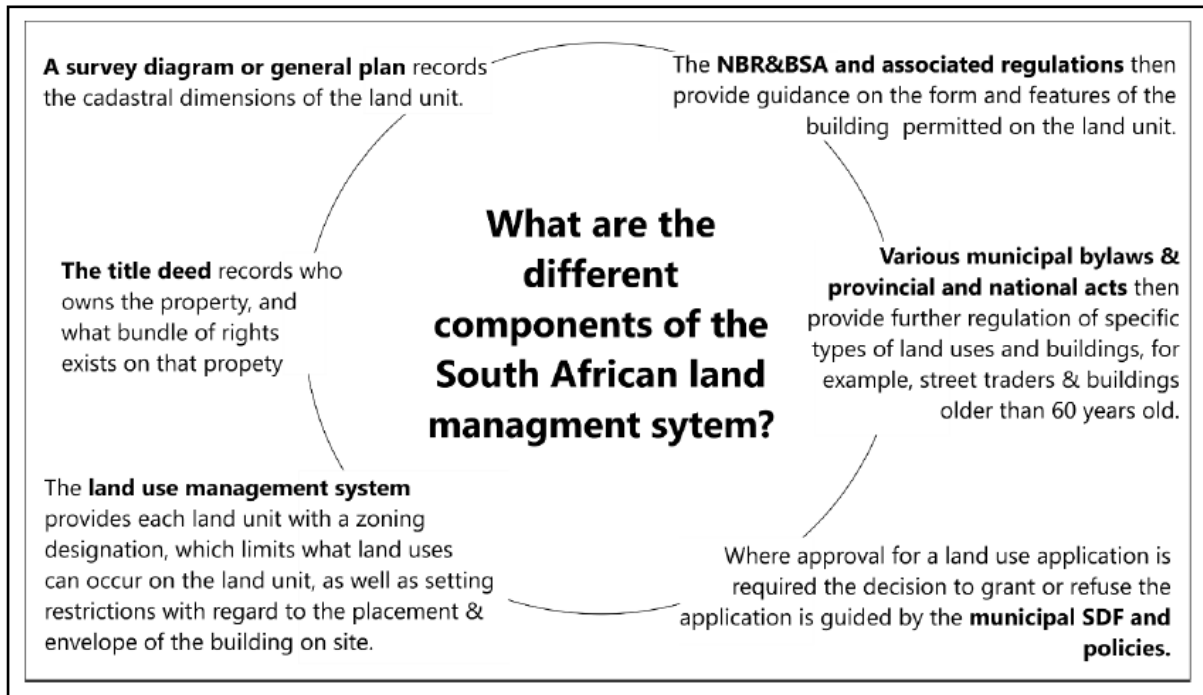 A survey diagram or general plan records
the cadastral dimensions of the land unit.
The NBR&BSA and associated regulations then
provide guidance on the form and features of the
building permitted on the land unit.
The title deed records who
owns the property, and
what bundle of rights
exists on that propety
What are the
different
components of the
South African land
managment sytem?
Various municipal bylaws &
provincial and national acts then
provide further regulation of specific
types of land uses and buildings, for
example, street traders & buildings
older than 60 years old.
The land use management system
provides each land unit with a zoning
designation, which limits what land uses
can occur on the land unit, as well as setting
restrictions with regard to the placement &
envelope of the building on site.
Where approval for a land use application is
required the decision to grant or refuse the
application is guided by the municipal SDF and
policies.